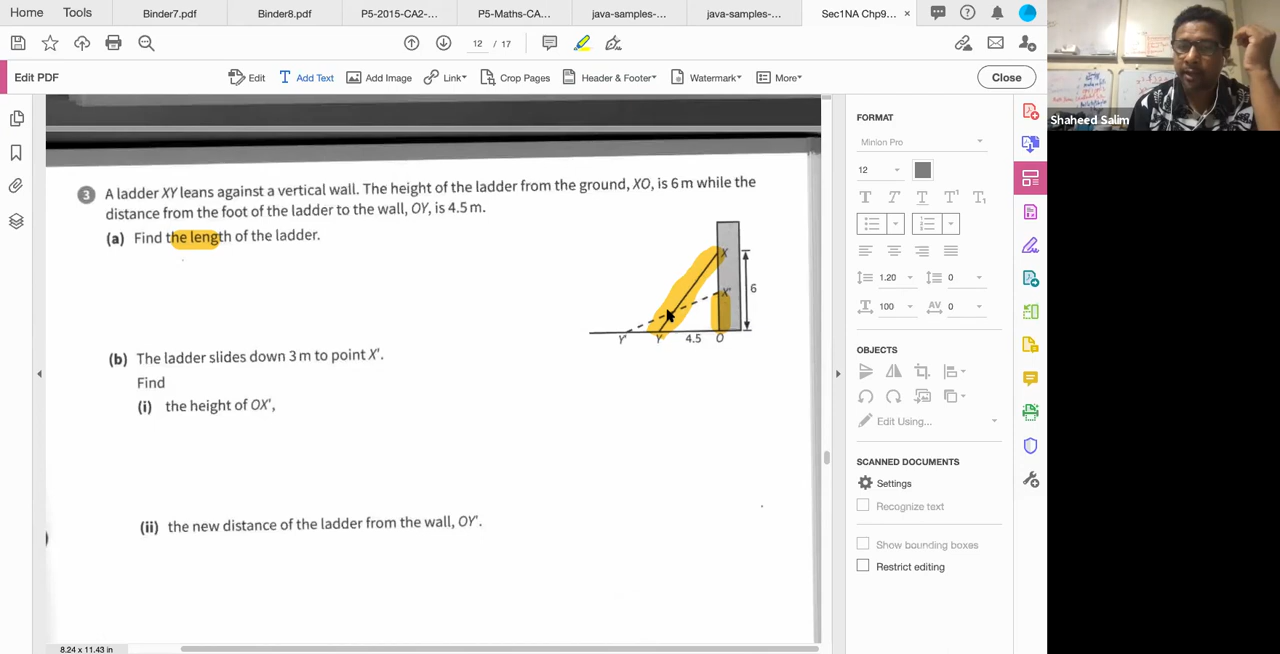 Home Tools Binder7.pdf Binder8.pdf P5-2015-CA2-... P5-Maths-CA... java-samples-... java-samples-... Sec1NA Chp9... ×
12 / 17
Edit PDF Edit Add Text Add Image Link Crop Pages Header & Footer Watermark More Close
Shaheed Salim
3 A ladder XY leans against a vertical wall. The height of the ladder from the ground, XO, is 6 m while the
distance from the foot of the ladder to the wall, OY, is 4.5 m.
(a) Find the length of the ladder.
X
X'
6
Y' Y 4.5 O
(b) The ladder slides down 3 m to point X'.
Find
(i) the height of OX',
(ii) the new distance of the ladder from the wall, OY'.
8.24 x 11.43 in
FORMAT
Minion Pro
12
T T T T¹ T₁
1.20 0
100 AV 0
OBJECTS
Edit Using...
SCANNED DOCUMENTS
Settings
Recognize text
Show bounding boxes
Restrict editing